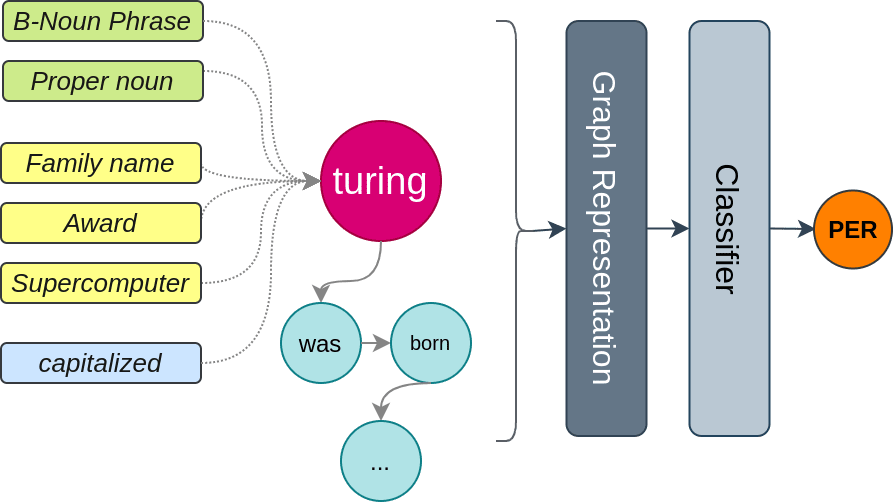 B-Noun Phrase
Proper noun
Family name
Award
Supercomputer
capitalized
turing
was
born
...
Graph Representation
Classifier
PER